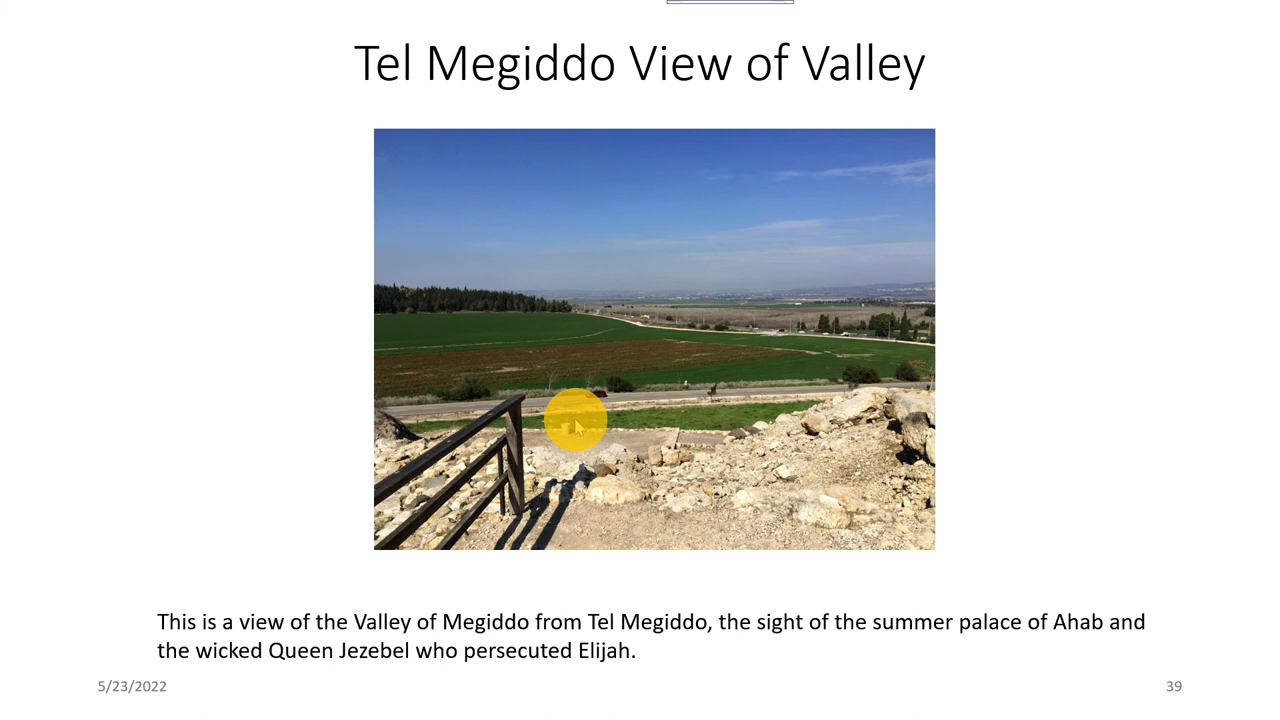 Tel Megiddo View of Valley
This is a view of the Valley of Megiddo from Tel Megiddo, the sight of the summer palace of Ahab and
the wicked Queen Jezebel who persecuted Elijah.
5/23/2022
39